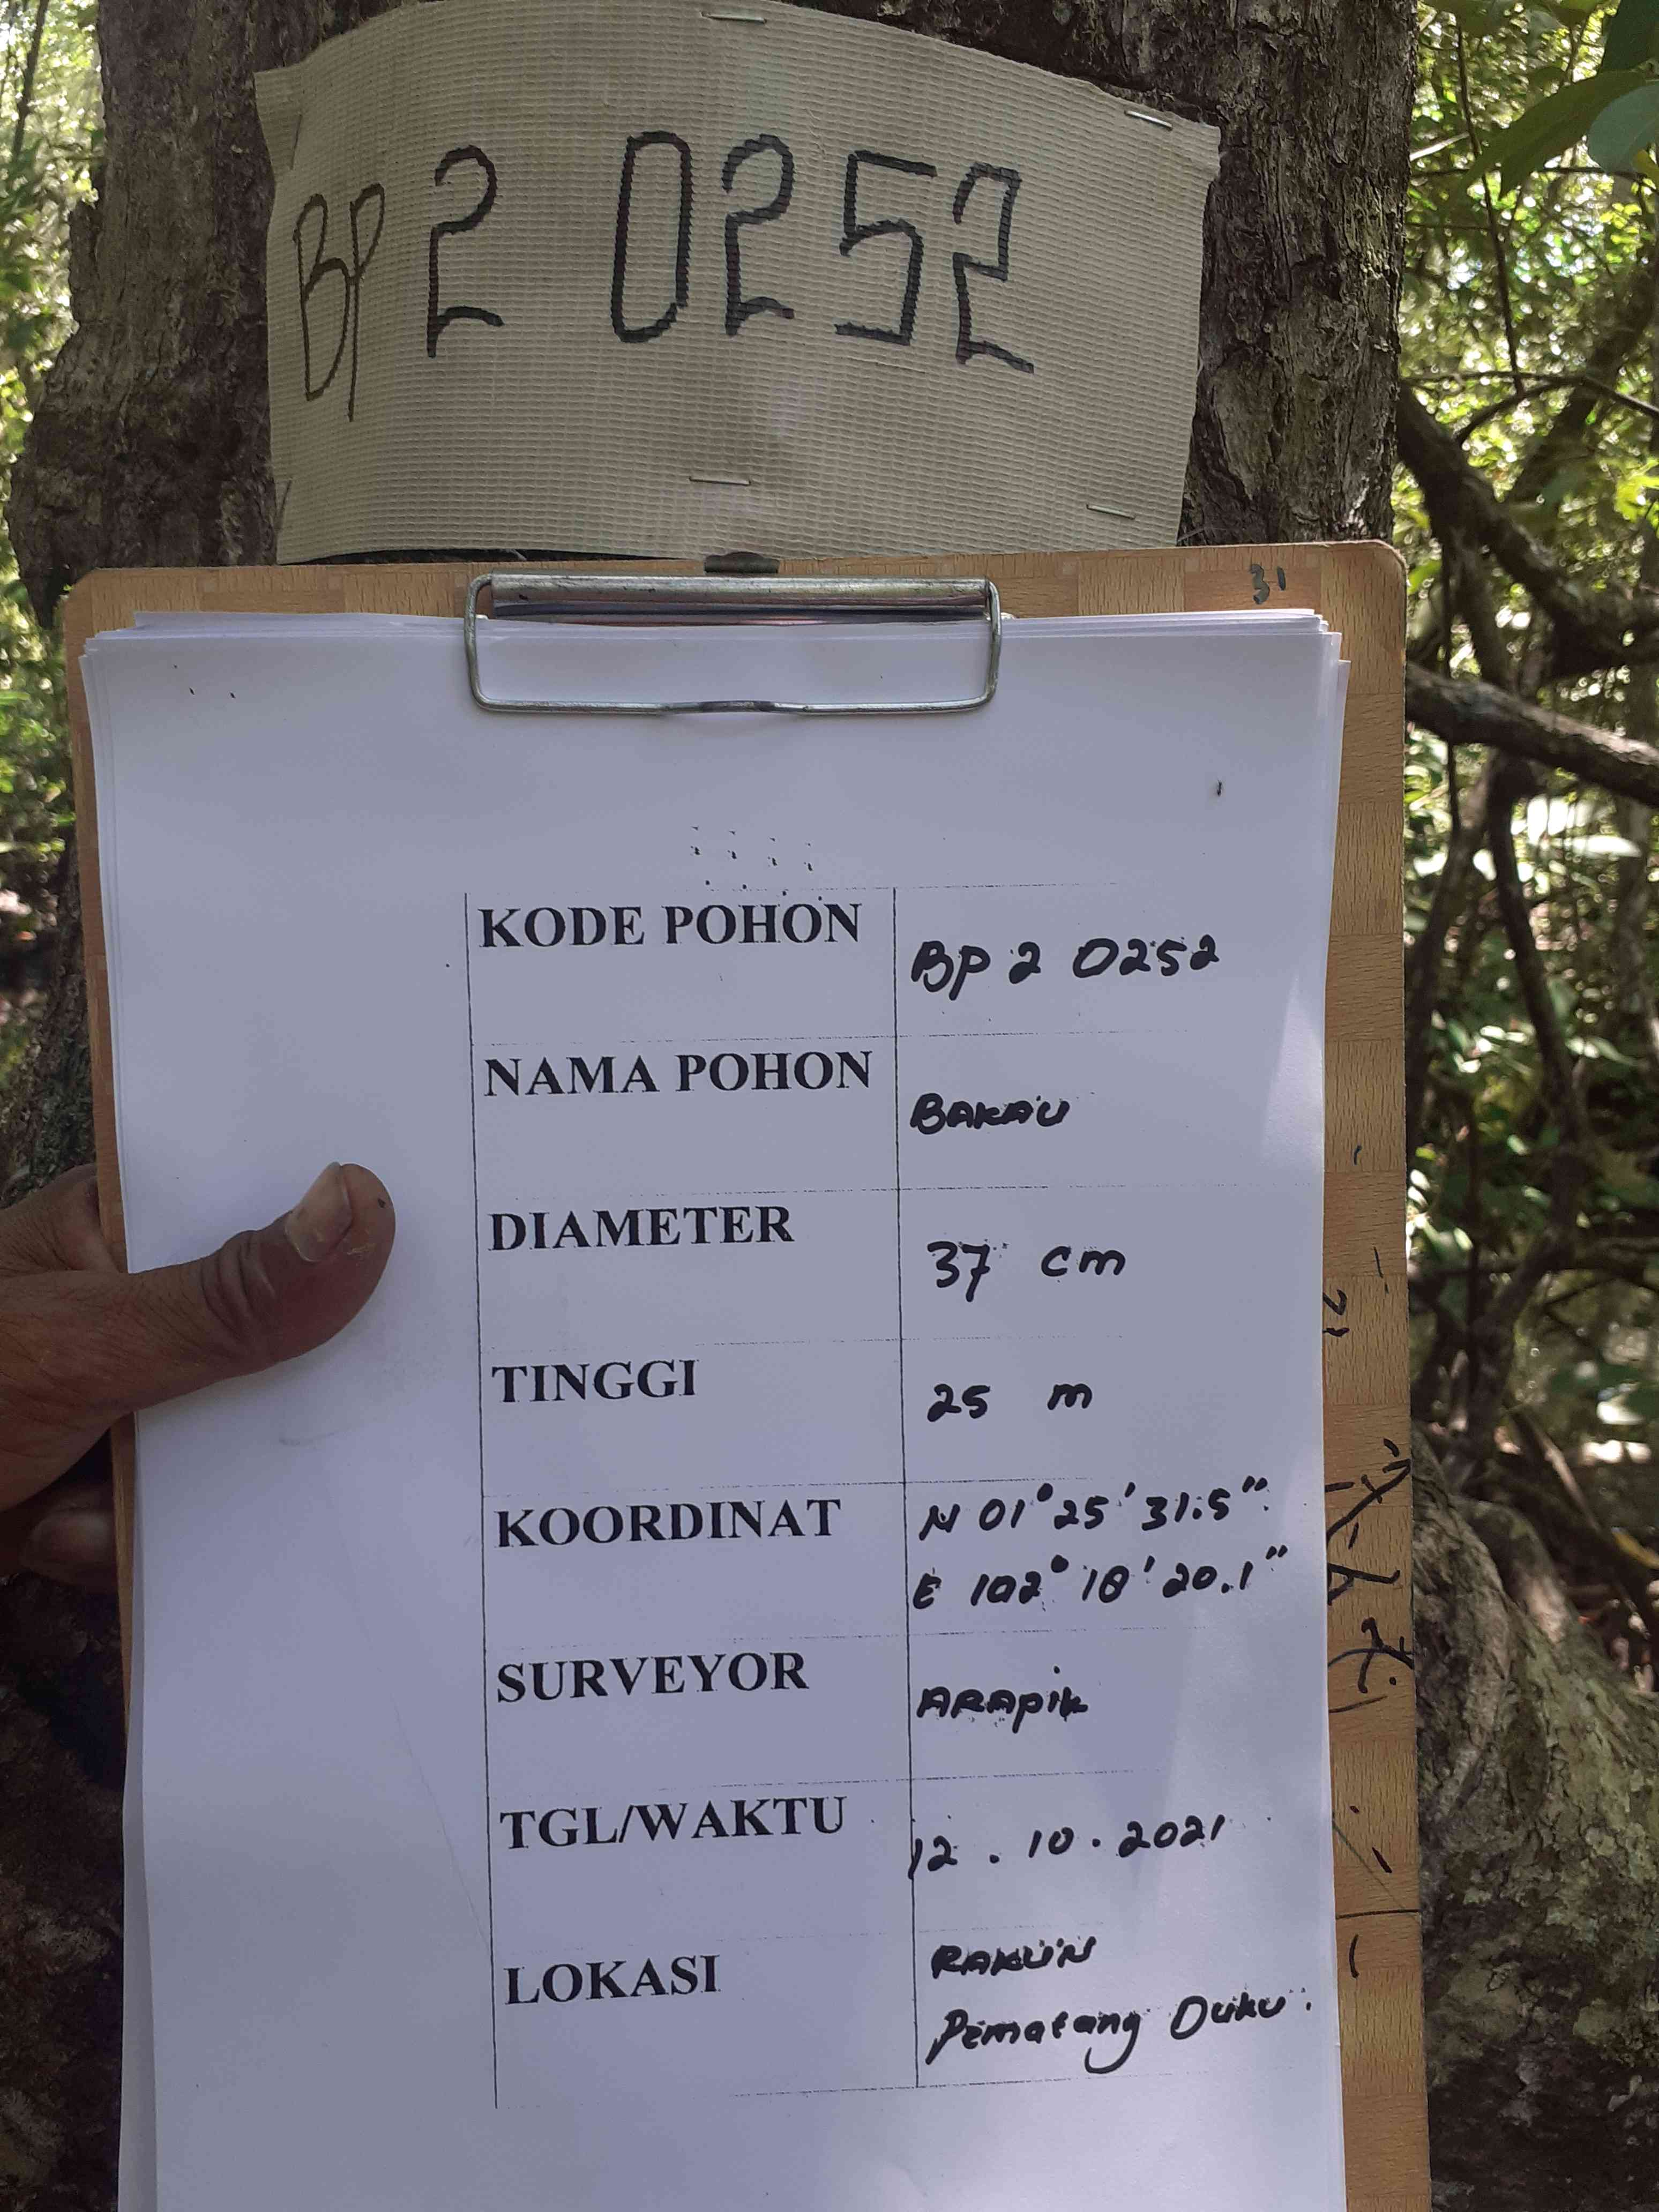 BP 2 0252
31
KODE POHON
BP 2 0252
NAMA POHON
BAKAU
DIAMETER
37 cm
TINGGI
25 m
KOORDINAT
N 01° 25' 31.5"
E 102° 18' 20.1"
SURVEYOR
ARApik
TGL/WAKTU
12 . 10 . 2021
LOKASI
RAKUN
Pematang Duku.